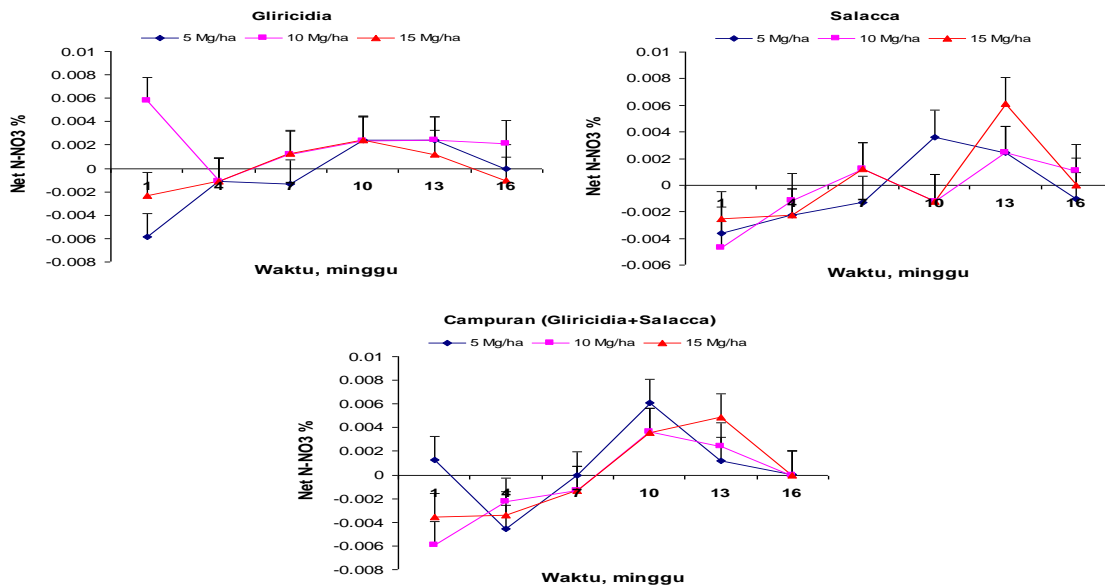 Gliricidia
5 Mg/ha 10 Mg/ha 15 Mg/ha
Net N-NO3 %
0.01
0.008
0.006
0.004
0.002
0
-0.002
-0.004
-0.006
-0.008
1 4 7 10 13 16
Waktu, minggu
Salacca
5 Mg/ha 10 Mg/ha 15 Mg/ha
Net N-NO3 %
0.01
0.008
0.006
0.004
0.002
0
-0.002
-0.004
-0.006
1 4 7 10 13 16
Waktu, minggu
Campuran (Gliricidia+Salacca)
5 Mg/ha 10 Mg/ha 15 Mg/ha
Net N-NO3 %
0.01
0.008
0.006
0.004
0.002
0
-0.002
-0.004
-0.006
-0.008
1 4 7 10 13 16
Waktu, minggu